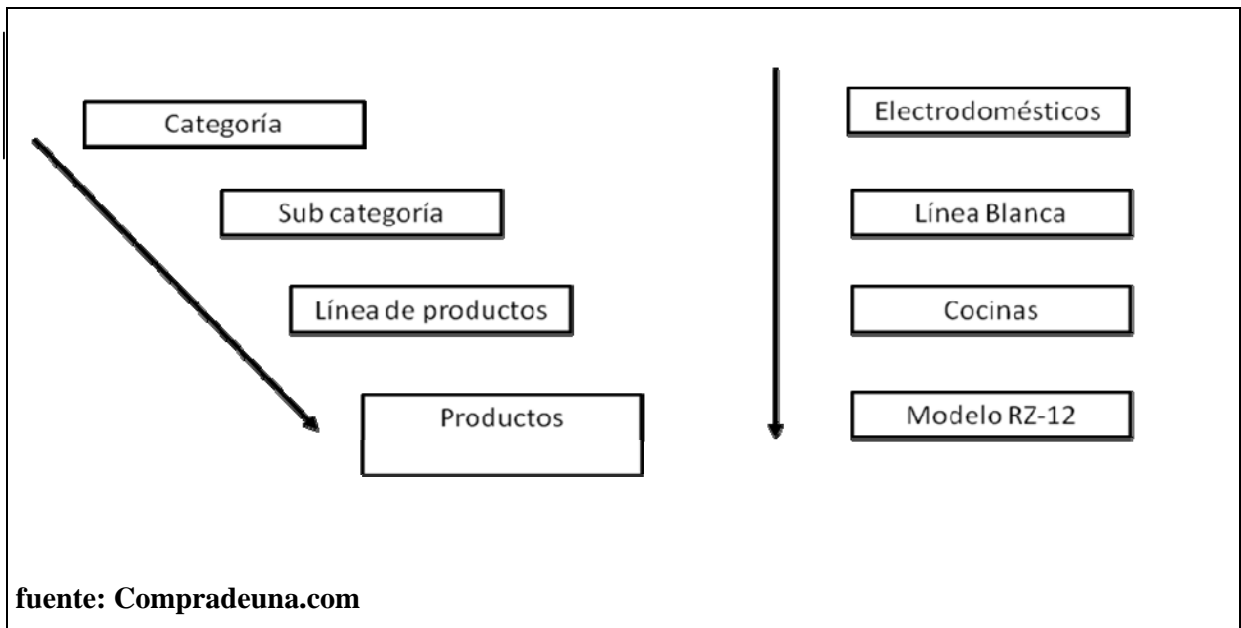 Categoría
Sub categoría
Línea de productos
Productos
Electrodomésticos
Línea Blanca
Cocinas
Modelo RZ-12
fuente: Compradeuna.com